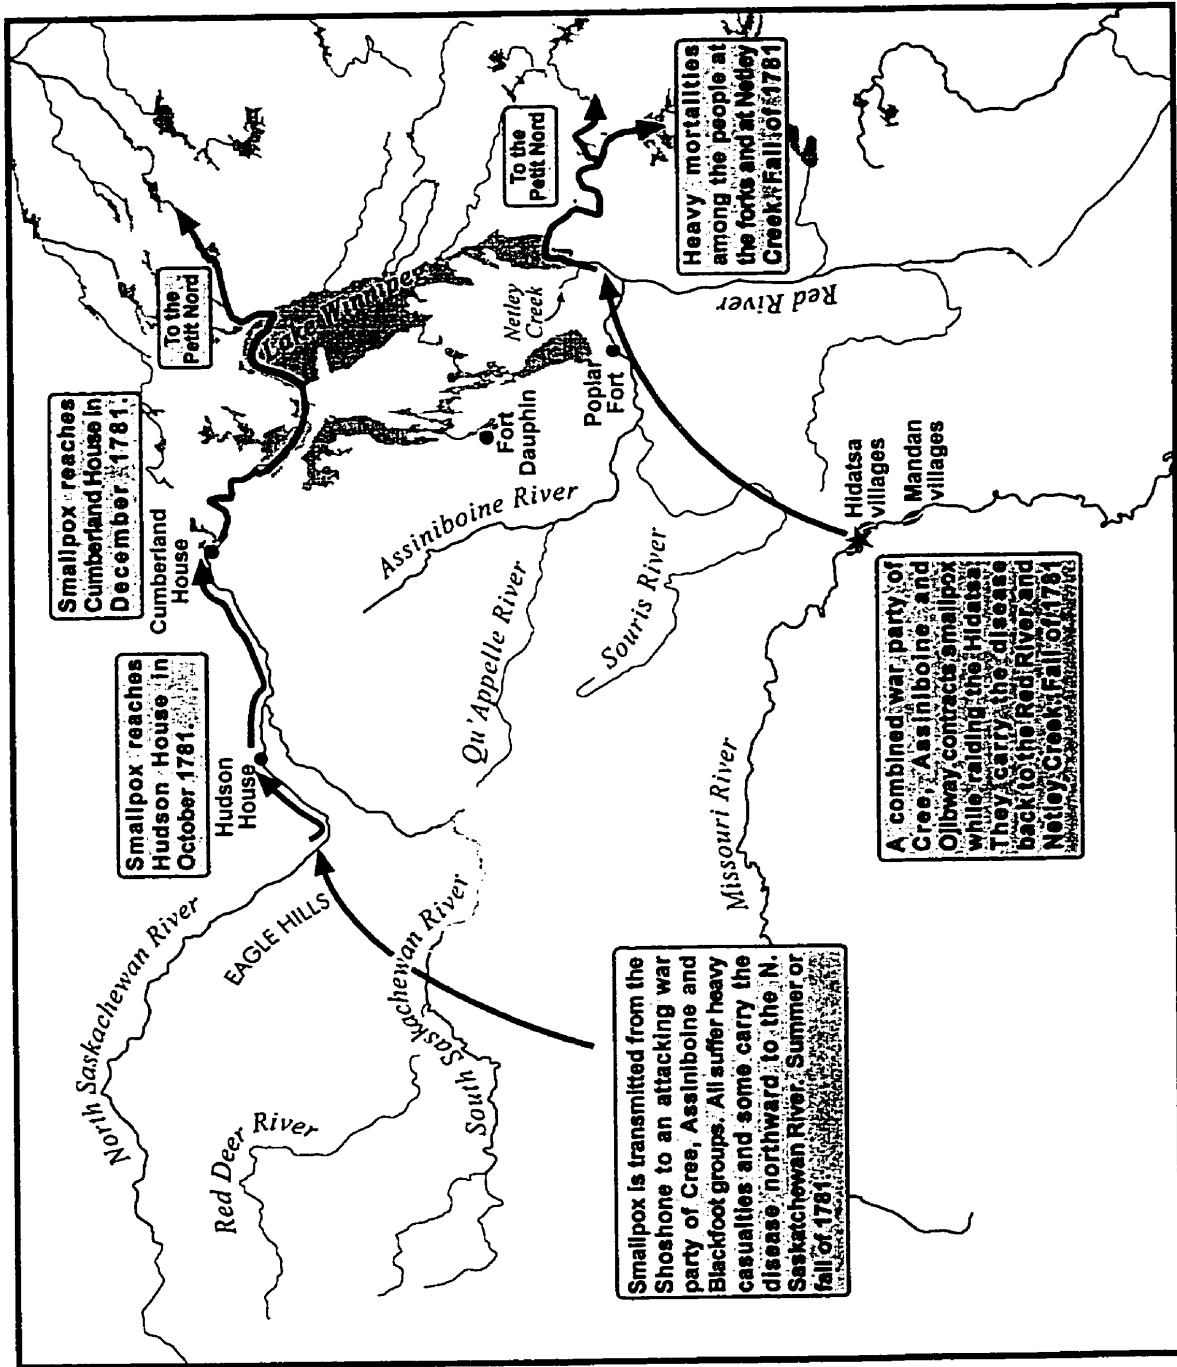 North Saskachewan River
Red Deer
River
South Saskachewan River
EAGLE HILLS
Smallpox reaches
Hudson House in
October 1781.
Hudson
House
Smallpox reaches
Cumberland House in
December 1781.
Cumberland
House
To the
Petit Nord
Lake Winnipeg
To the
Petit Nord
Heavy mortalities
among the people at
the forks and at Netley
Creek. Fall of 1781
Netley
Creek
Fort
Dauphin
Poplar
Fort
Red River
Assiniboine River
Qu'Appelle River
Souris River
Missouri River
Hidatsa
villages
Mandan
villages
Smallpox is transmitted from the
Shoshone to an attacking war
party of Cree, Assiniboine and
Blackfoot groups. All suffer heavy
casualties and some carry the
disease northward to the N.
Saskatchewan River. Summer or
fall of 1781.
A combined war party of
Cree, Assiniboine and
Ojibway contracts smallpox
while raiding the Hidatsa.
They carry the disease
back to the Red River and
Netley Creek. Fall of 1781